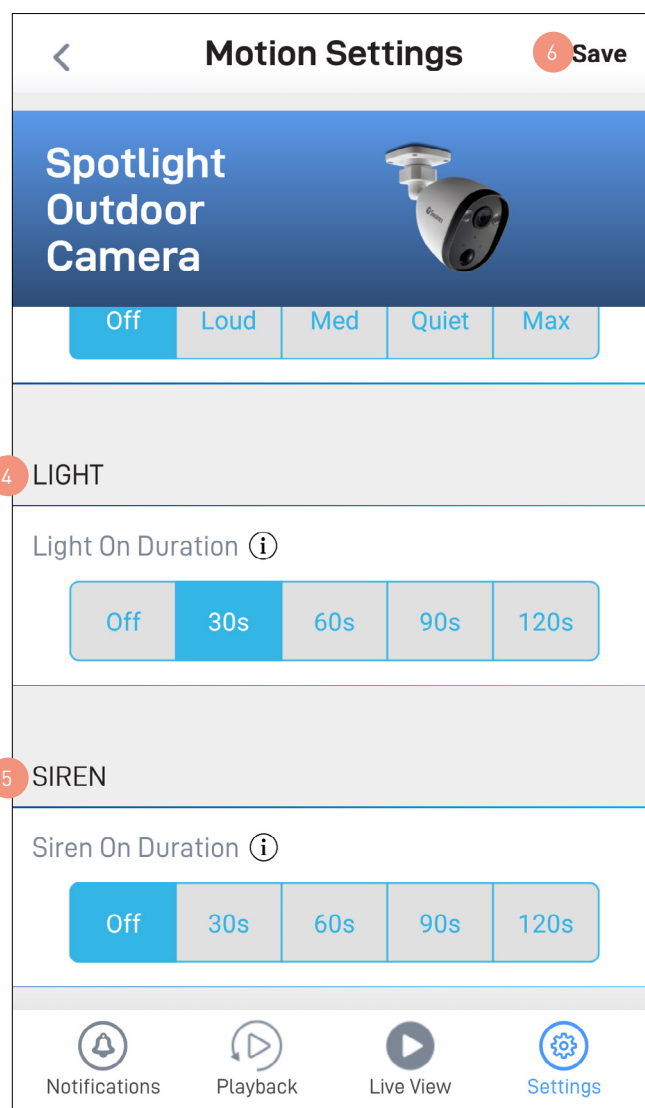 Motion Settings
6 Save
Spotlight
Outdoor
Camera
Off Loud Med Quiet Max
4 LIGHT
Light On Duration i
Off 30s 60s 90s 120s
5 SIREN
Siren On Duration i
Off 30s 60s 90s 120s
Notifications Playback Live View Settings